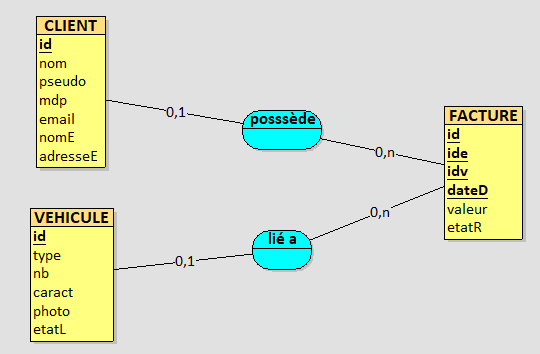 CLIENT
id
nom
pseudo
mdp
email
nomE
adresseE
0,1
posssède
0,n
FACTURE
id
ide
idv
dateD
valeur
etatR
VEHICULE
id
type
nb
caract
photo
etatL
0,1
lié a
0,n